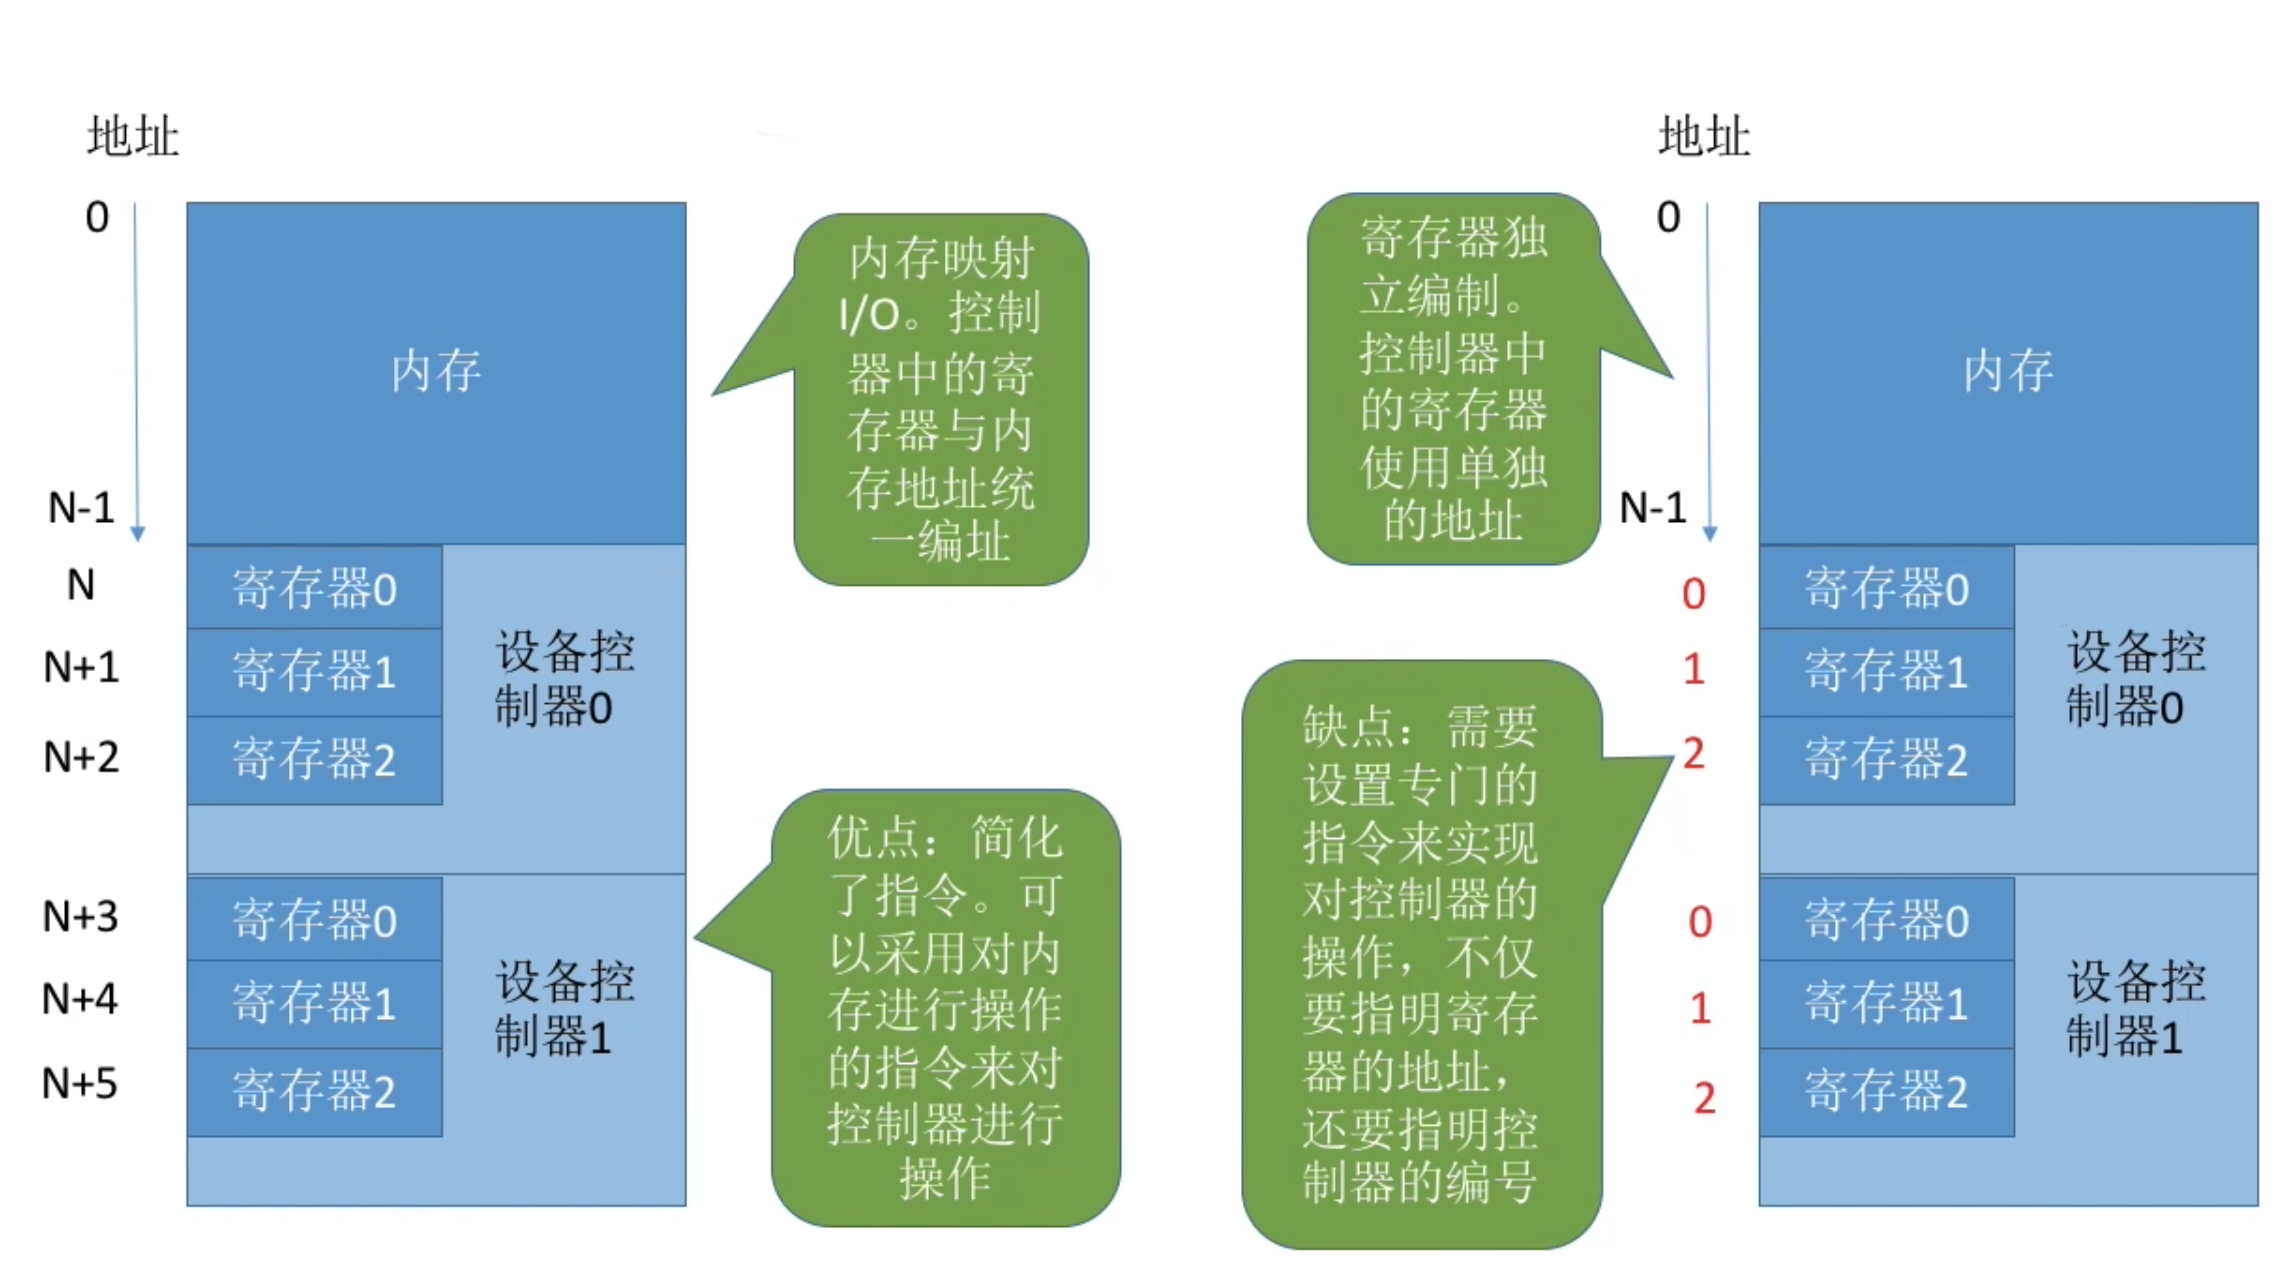 地址
0
N-1
N
N+1
N+2
N+3
N+4
N+5
内存
寄存器0
寄存器1
寄存器2
设备控
制器0
寄存器0
寄存器1
寄存器2
设备控
制器1
内存映射
I/O。控制
器中的寄
存器与内
存地址统
一编址
优点：简化
了指令。可
以采用对内
存进行操作
的指令来对
控制器进行
操作
寄存器独
立编制。
控制器中
的寄存器
使用单独
的地址
缺点：需要
设置专门的
指令来实现
对控制器的
操作，不仅
要指明寄存
器的地址，
还要指明控
制器的编号
地址
0
N-1
0
1
2
0
1
2
内存
寄存器0
寄存器1
寄存器2
设备控
制器0
寄存器0
寄存器1
寄存器2
设备控
制器1